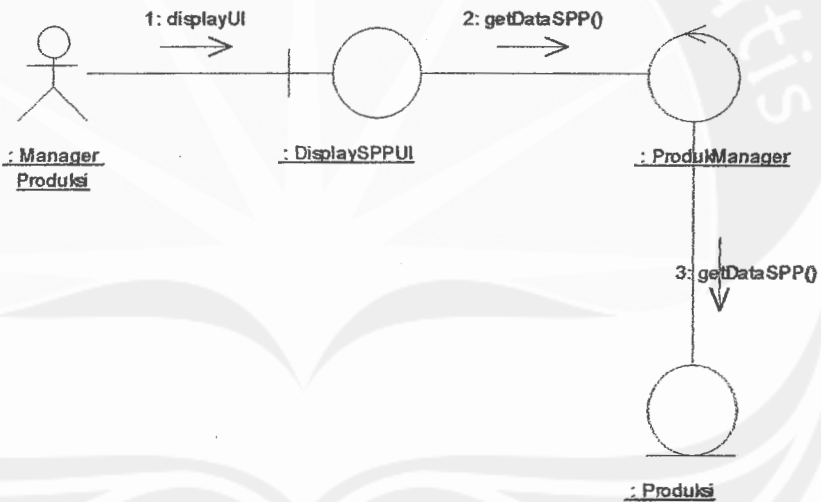 1: displayUI
2: getDataSPP()
: Manager
Produksi
: DisplaySPPUI
: ProdukManager
3: getDataSPP()
: Produksi